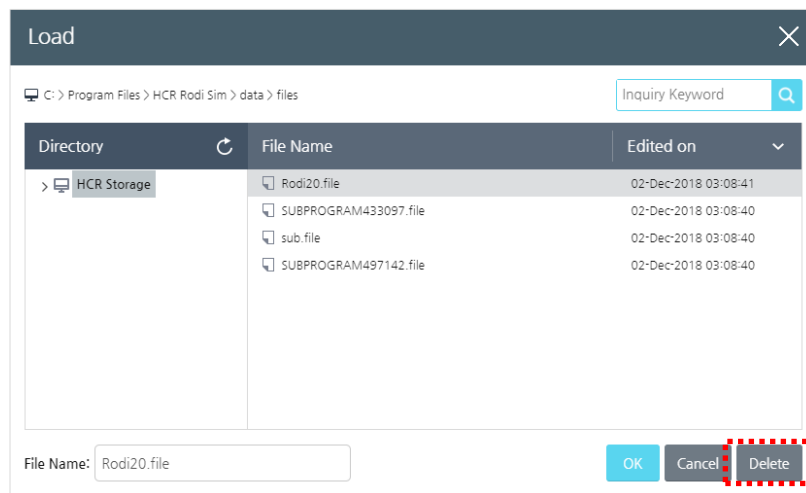 Load
C: > Program Files > HCR Rodi Sim > data > files
Inquiry Keyword
Directory File Name Edited on
HCR Storage
Rodi20.file 02-Dec-2018 03:08:41
SUBPROGRAM433097.file 02-Dec-2018 03:08:40
sub.file 02-Dec-2018 03:08:40
SUBPROGRAM497142.file 02-Dec-2018 03:08:40
File Name: Rodi20.file OK Cancel Delete